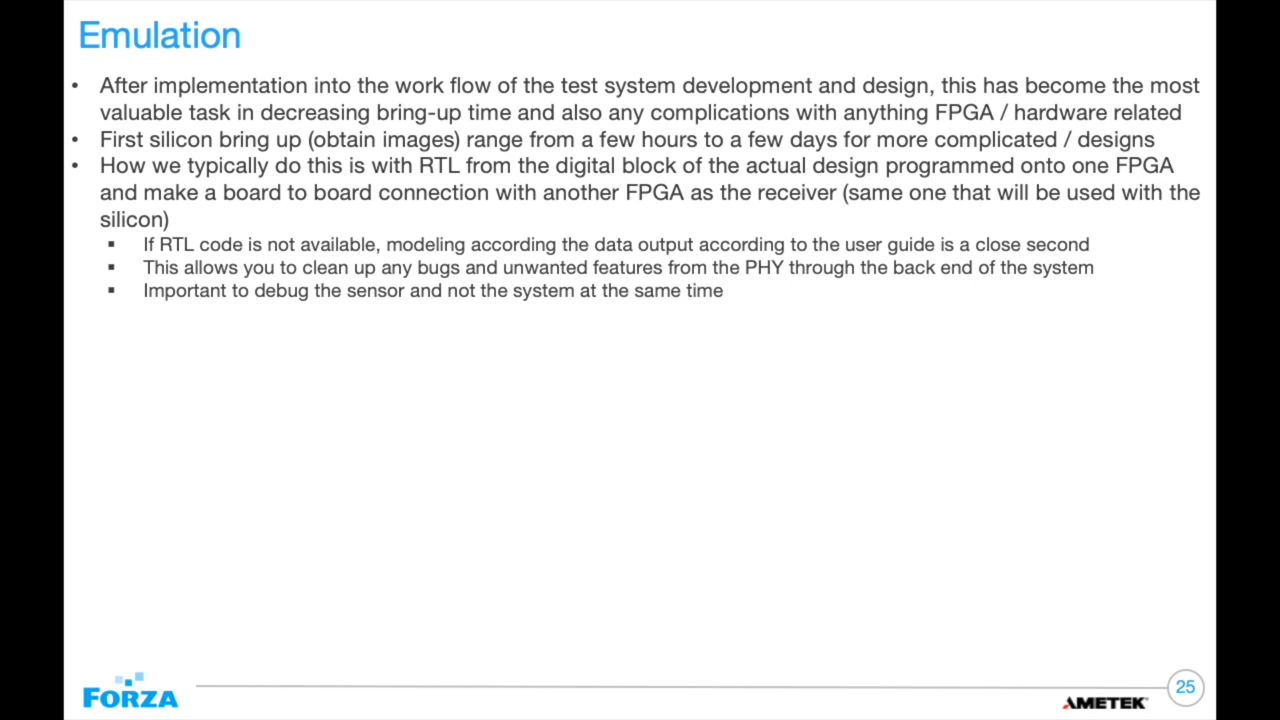 Emulation
• After implementation into the work flow of the test system development and design, this has become the most
valuable task in decreasing bring-up time and also any complications with anything FPGA / hardware related
• First silicon bring up (obtain images) range from a few hours to a few days for more complicated / designs
• How we typically do this is with RTL from the digital block of the actual design programmed onto one FPGA
and make a board to board connection with another FPGA as the receiver (same one that will be used with the
silicon)
▪ If RTL code is not available, modeling according the data output according to the user guide is a close second
▪ This allows you to clean up any bugs and unwanted features from the PHY through the back end of the system
▪ Important to debug the sensor and not the system at the same time
FORZA
AMETEK
25